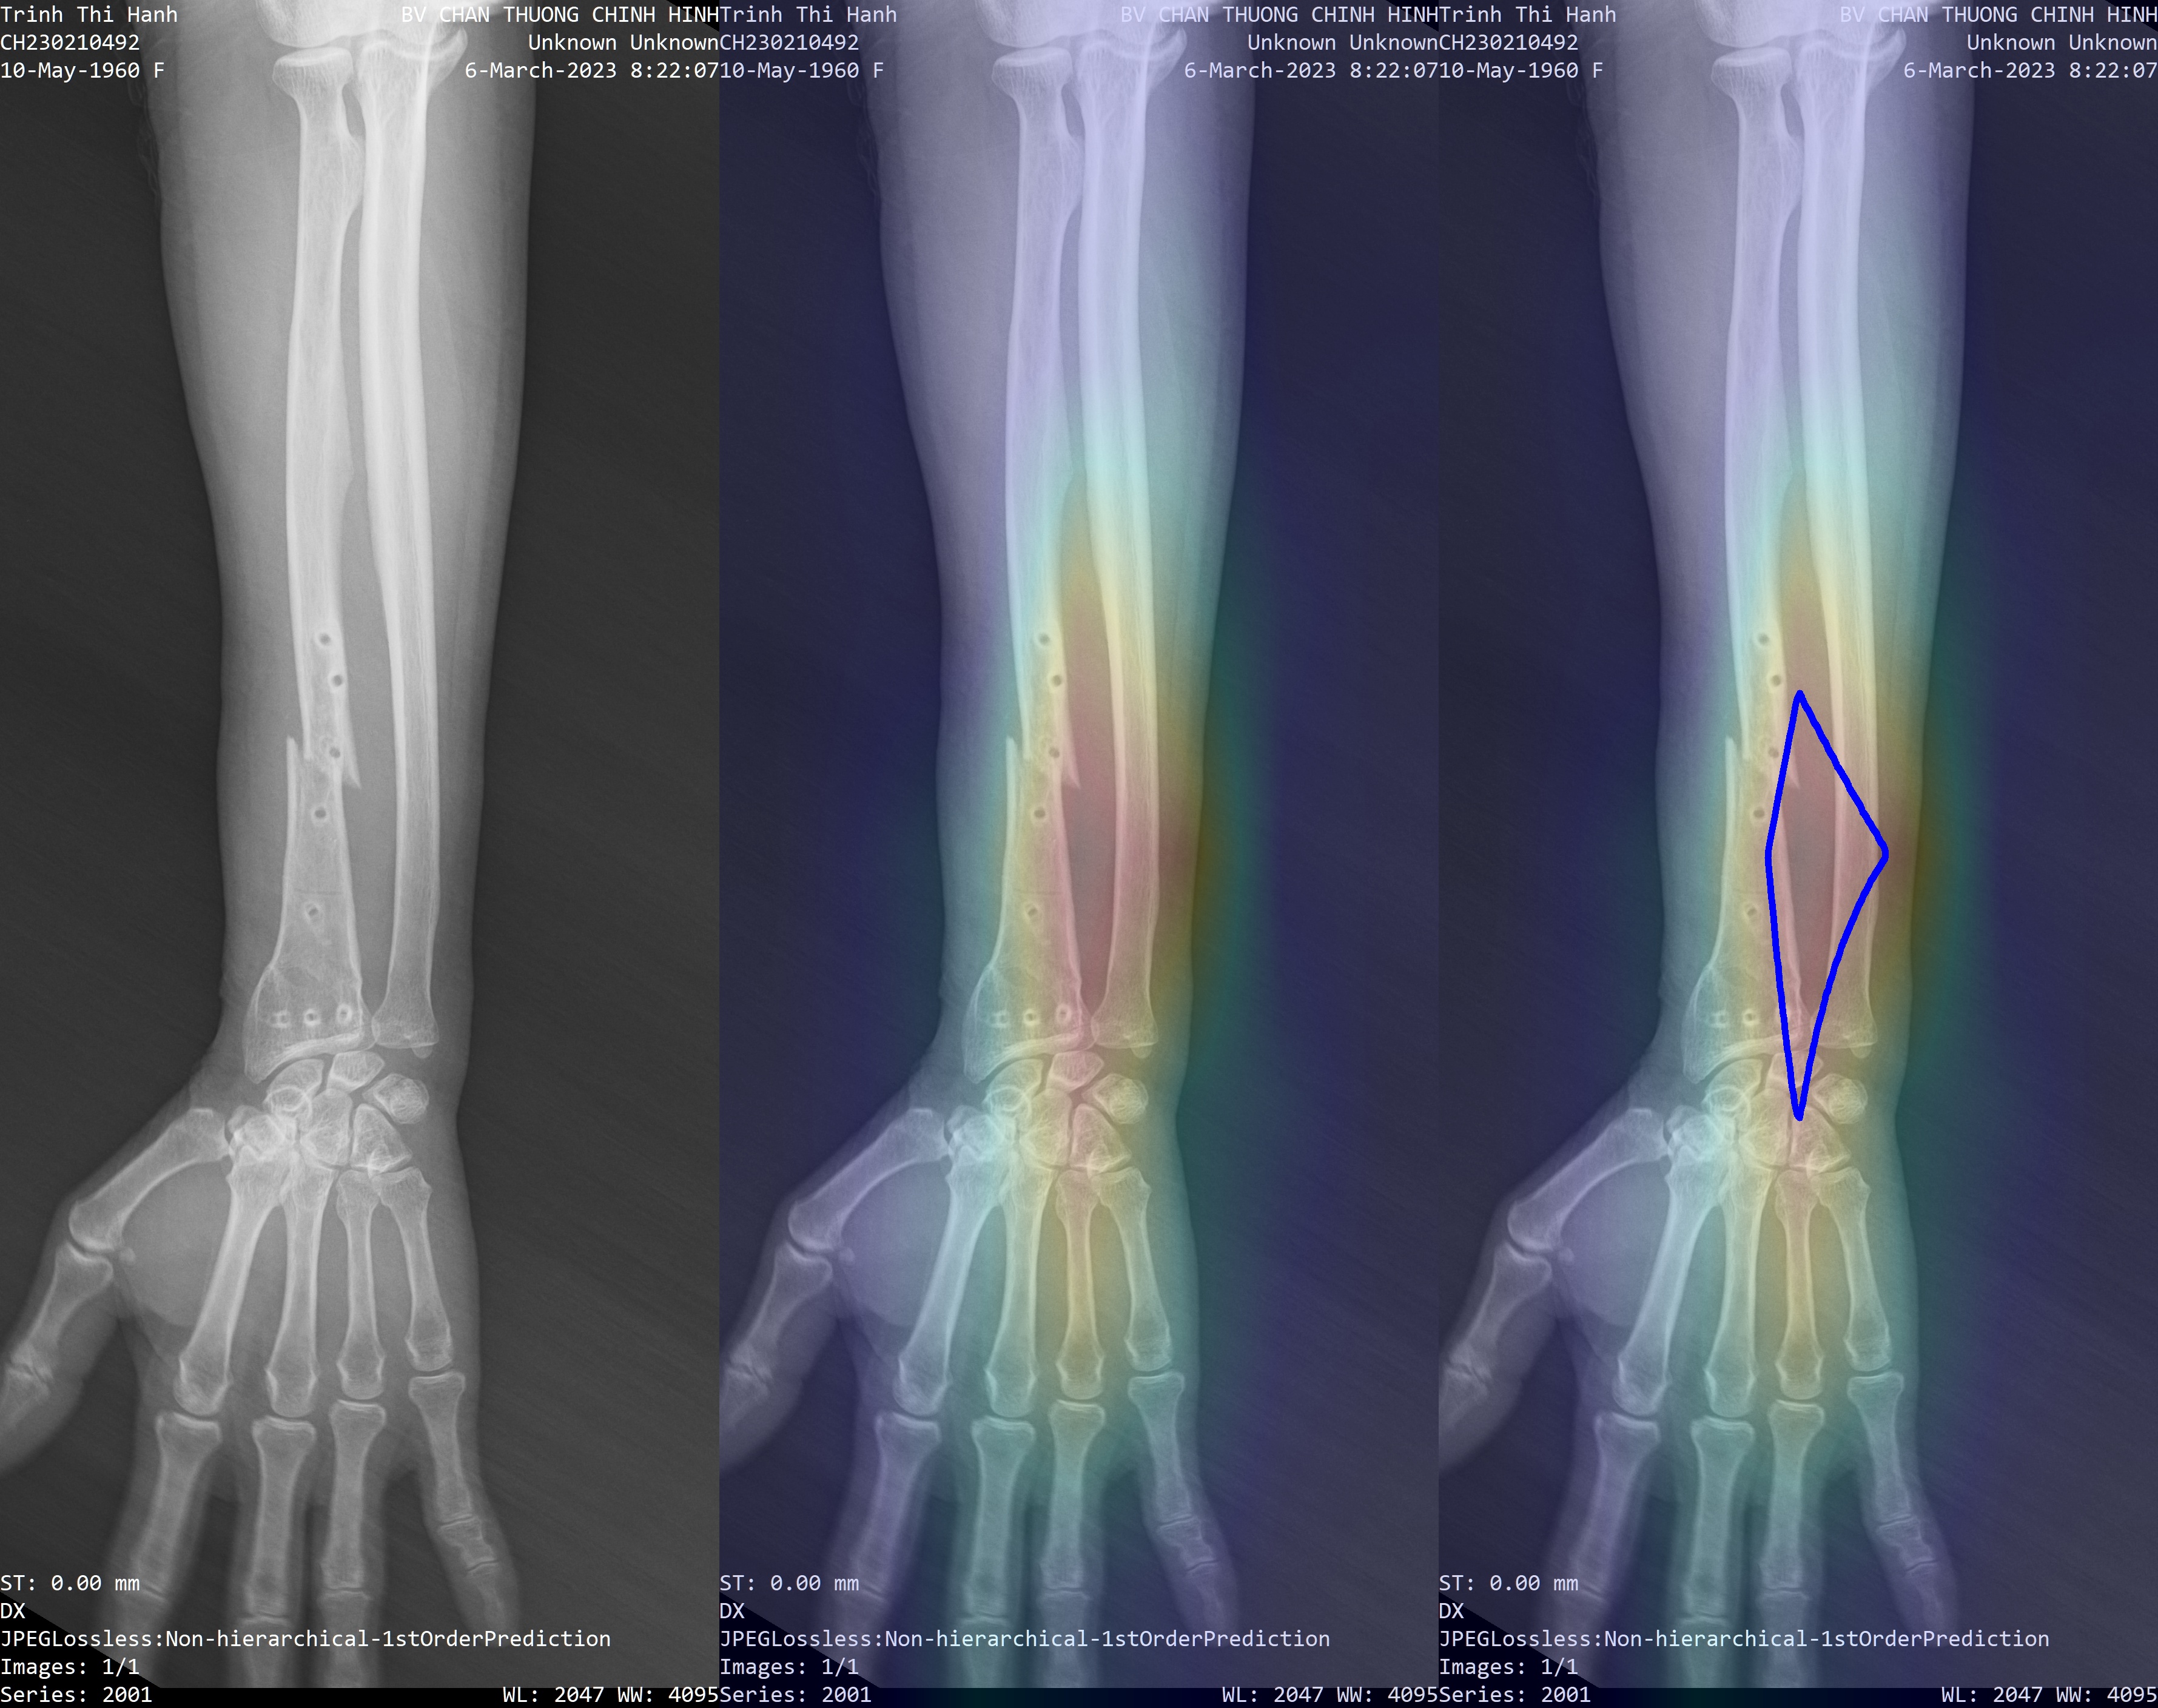 Trinh Thi Hanh
CH230210492
10-May-1960 F
BV CHAN THUONG CHINH HINH
Unknown Unknown
6-March-2023 8:22:07
ST: 0.00 mm
DX
JPEGLossless:Non-hierarchical-1stOrderPrediction
Images: 1/1
Series: 2001
WL: 2047 WW: 4095
Trinh Thi Hanh
CH230210492
10-May-1960 F
BV CHAN THUONG CHINH HINH
Unknown Unknown
6-March-2023 8:22:07
ST: 0.00 mm
DX
JPEGLossless:Non-hierarchical-1stOrderPrediction
Images: 1/1
Series: 2001
WL: 2047 WW: 4095
Trinh Thi Hanh
CH230210492
10-May-1960 F
BV CHAN THUONG CHINH HINH
Unknown Unknown
6-March-2023 8:22:07
ST: 0.00 mm
DX
JPEGLossless:Non-hierarchical-1stOrderPrediction
Images: 1/1
Series: 2001
WL: 2047 WW: 4095